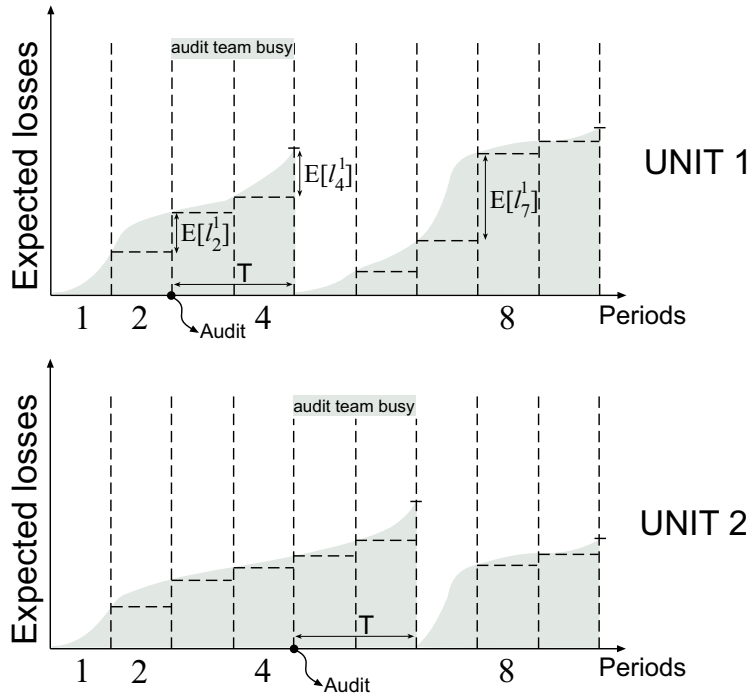 audit team busy
Expected losses
UNIT 1
E[l_4^1]
E[l_2^1]
E[l_7^1]
T
1 2 4 8 Periods
Audit
audit team busy
Expected losses
UNIT 2
T
1 2 4 8 Periods
Audit